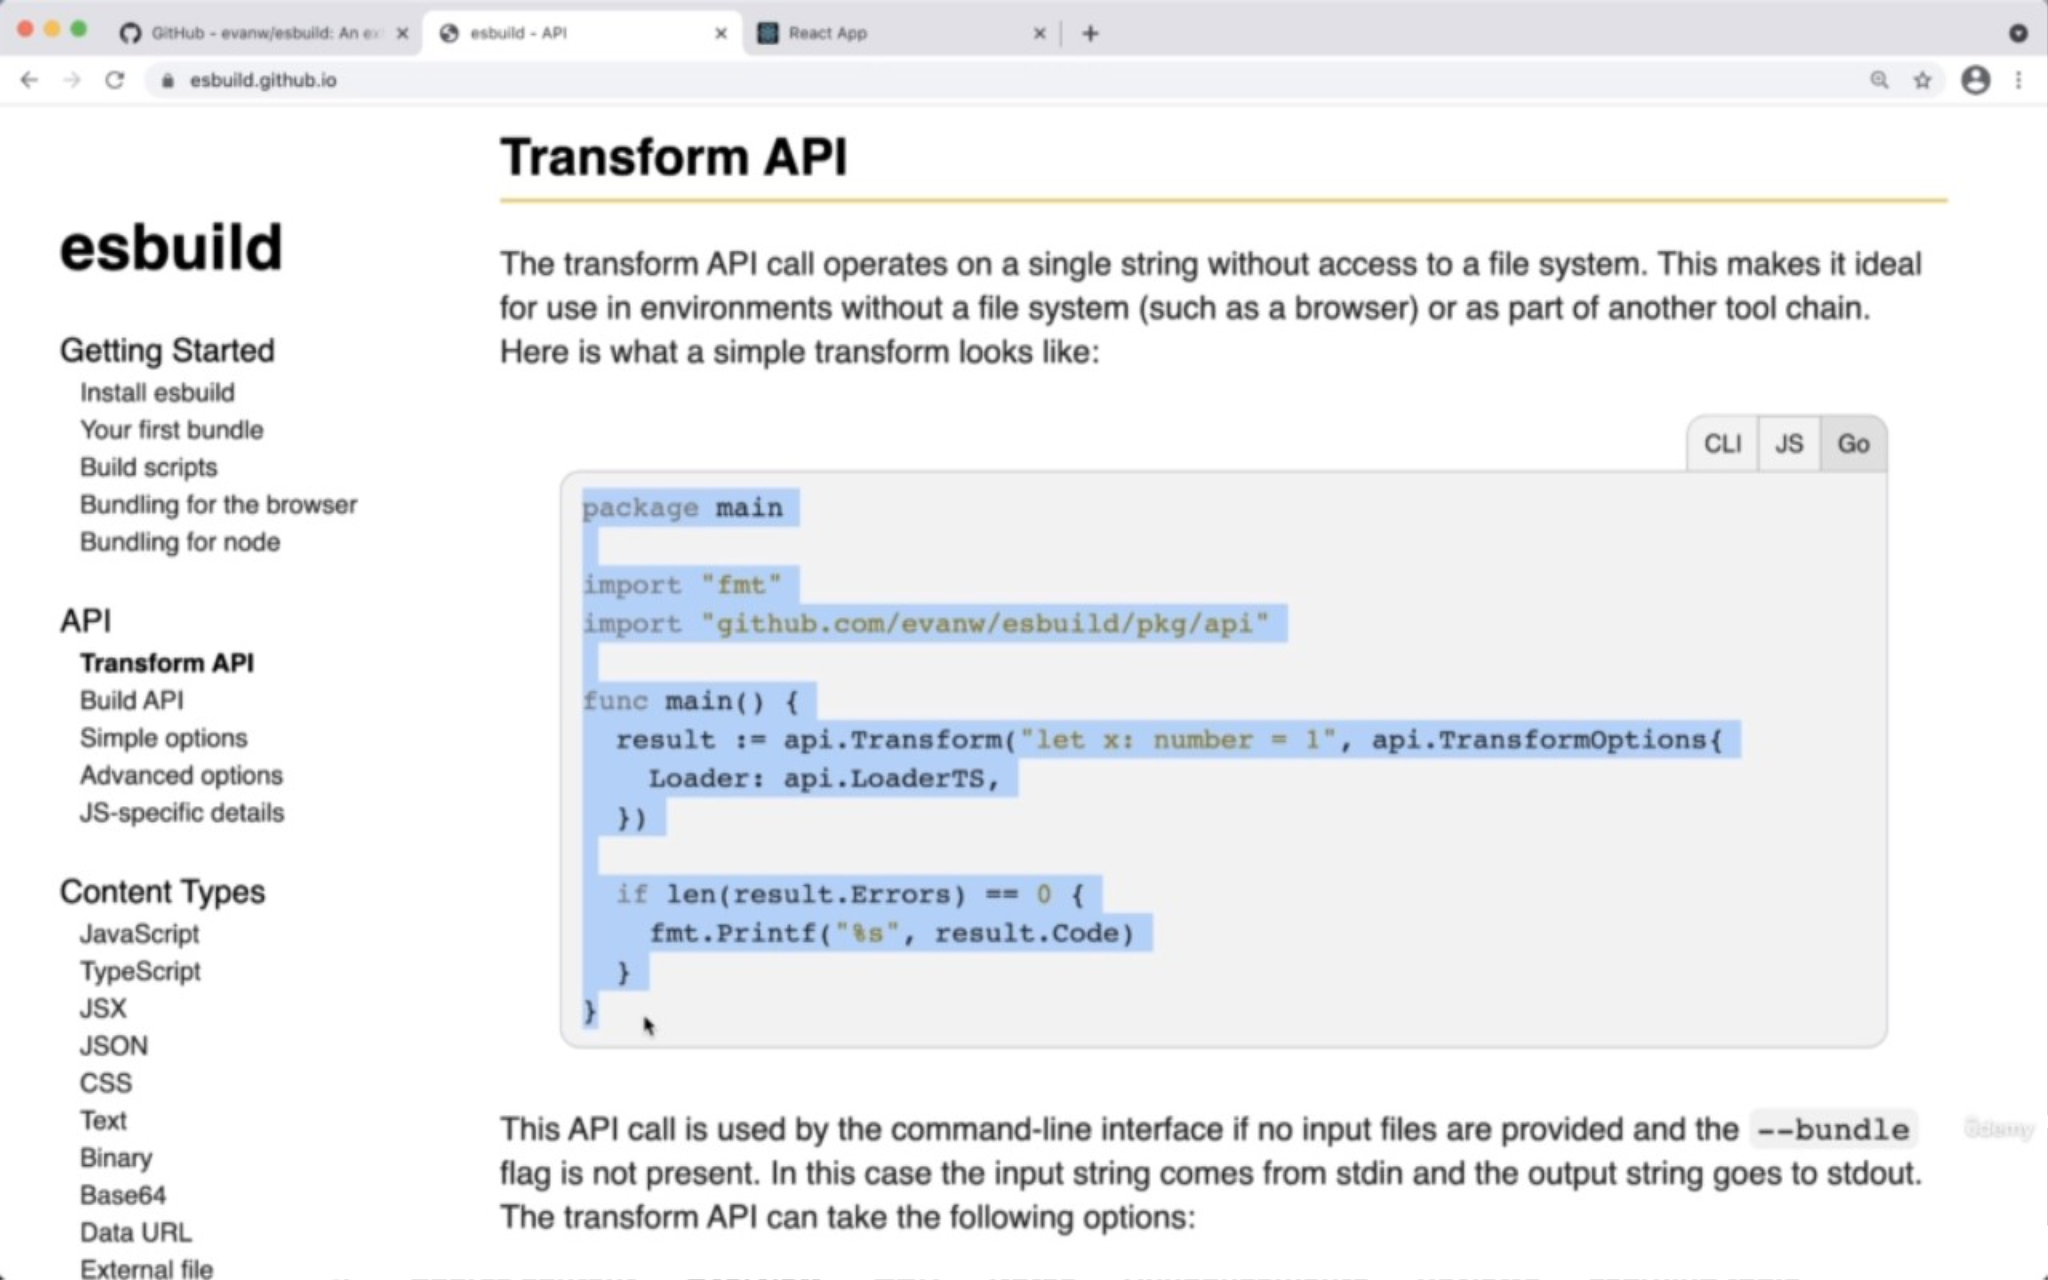 GitHub - evanw/esbuild: An ex
esbuild - API
React App
esbuild.github.io
esbuild
Getting Started
Install esbuild
Your first bundle
Build scripts
Bundling for the browser
Bundling for node
API
Transform API
Build API
Simple options
Advanced options
JS-specific details
Content Types
JavaScript
TypeScript
JSX
JSON
CSS
Text
Binary
Base64
Data URL
External file
Transform API
The transform API call operates on a single string without access to a file system. This makes it ideal
for use in environments without a file system (such as a browser) or as part of another tool chain.
Here is what a simple transform looks like:
CLI JS Go
package main
import "fmt"
import "github.com/evanw/esbuild/pkg/api"
func main() {
result := api.Transform("let x: number = 1", api.TransformOptions{
Loader: api.LoaderTS,
})
if len(result.Errors) == 0 {
fmt.Printf("%s", result.Code)
}
}
This API call is used by the command-line interface if no input files are provided and the --bundle
flag is not present. In this case the input string comes from stdin and the output string goes to stdout.
The transform API can take the following options:
ûdemy